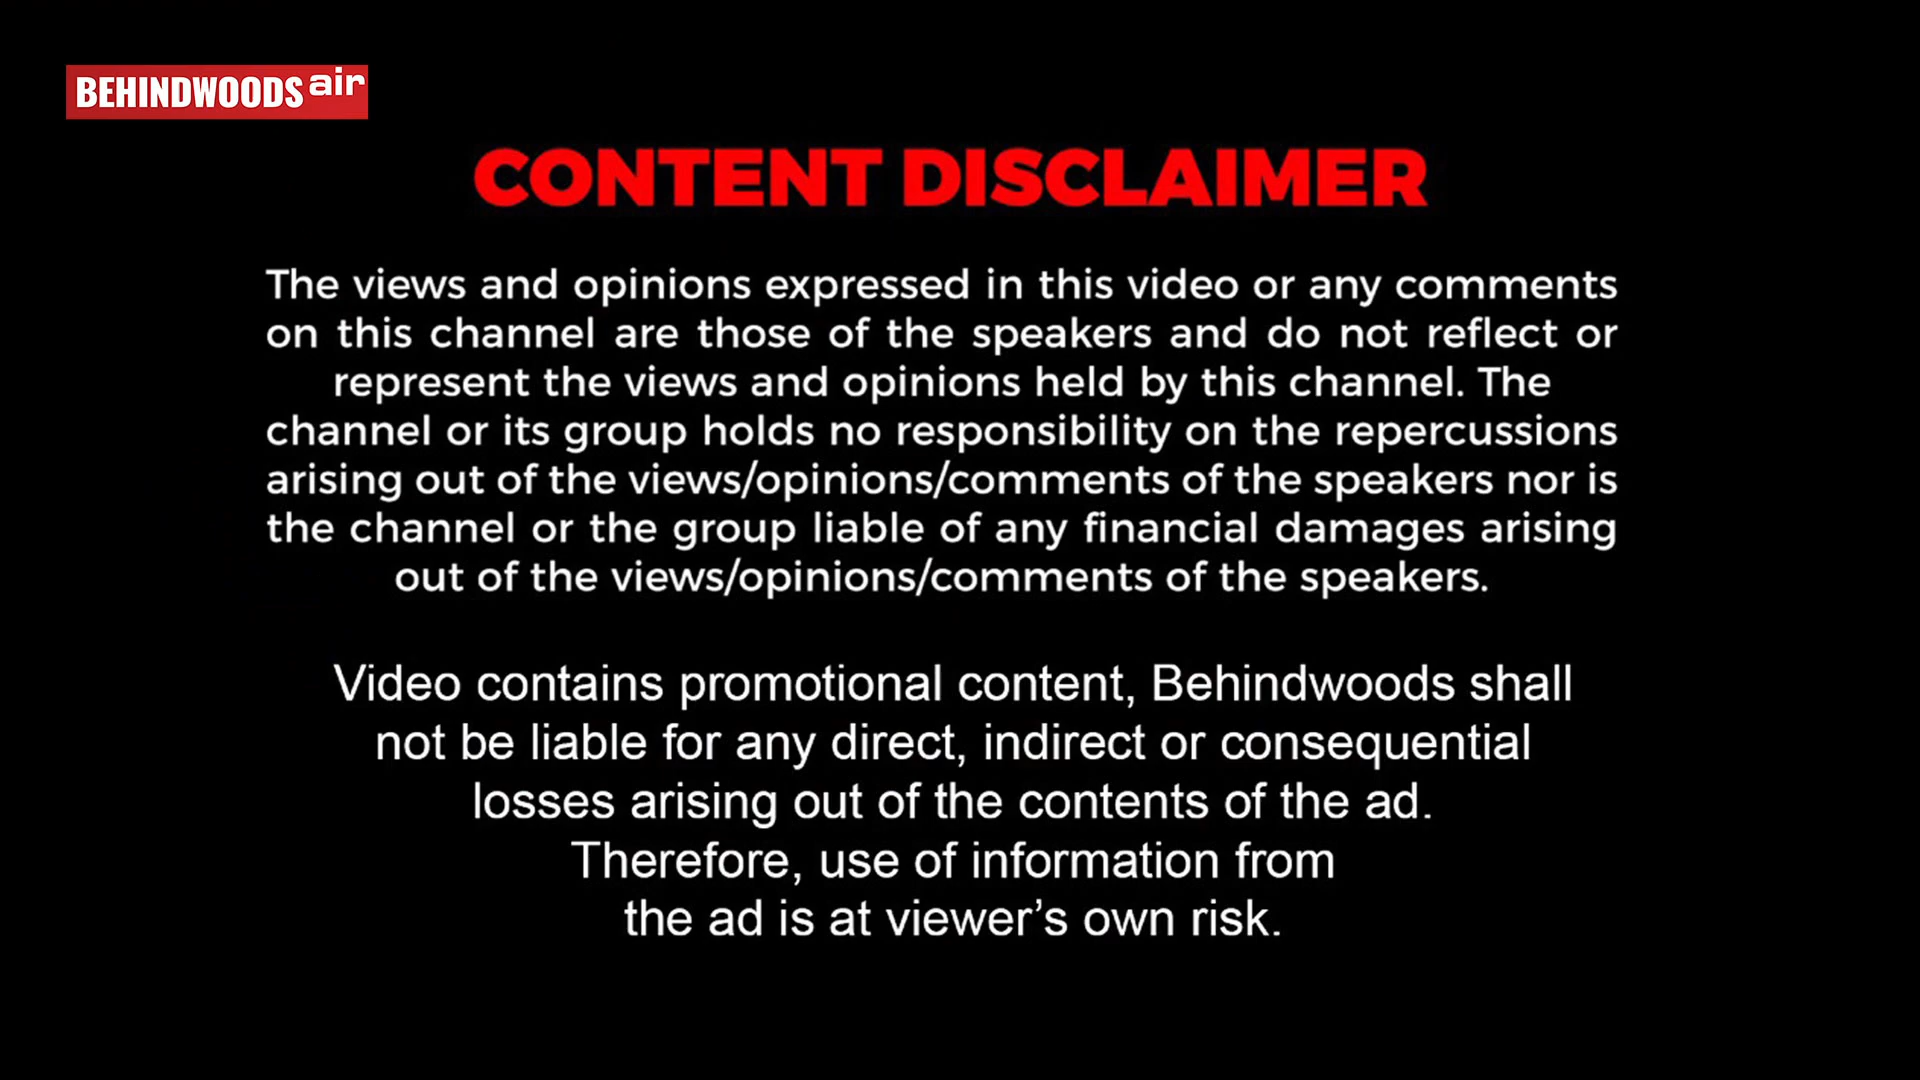 BEHINDWOODS air
CONTENT DISCLAIMER
The views and opinions expressed in this video or any comments
on this channel are those of the speakers and do not reflect or
represent the views and opinions held by this channel. The
channel or its group holds no responsibility on the repercussions
arising out of the views/opinions/comments of the speakers nor is
the channel or the group liable of any financial damages arising
out of the views/opinions/comments of the speakers.
Video contains promotional content, Behindwoods shall
not be liable for any direct, indirect or consequential
losses arising out of the contents of the ad.
Therefore, use of information from
the ad is at viewer’s own risk.